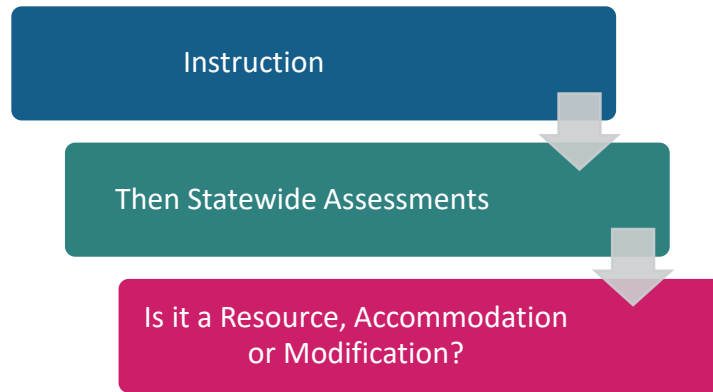 Instruction
Then Statewide Assessments
Is it a Resource, Accommodation
or Modification?